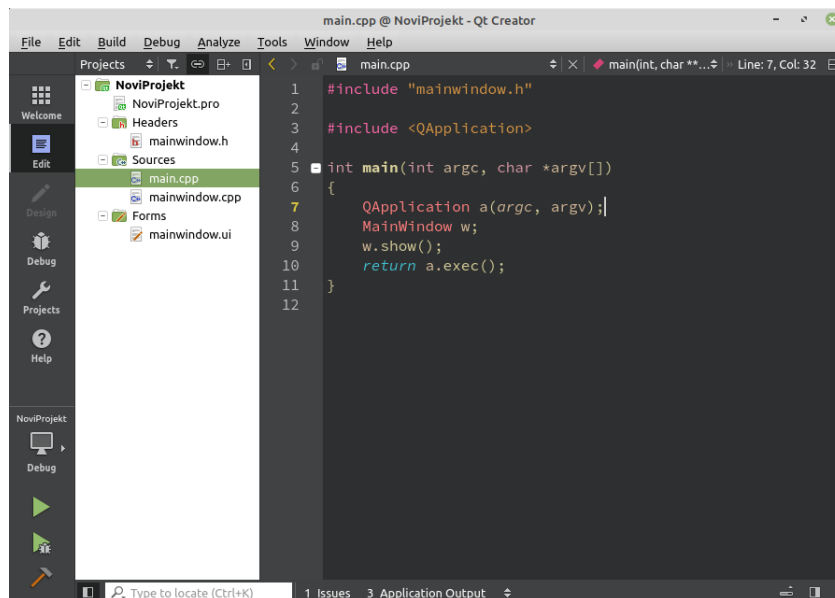 main.cpp @ NoviProjekt - Qt Creator
File Edit Build Debug Analyze Tools Window Help
Projects
main.cpp
main(int, char **...
Line: 7, Col: 32
Welcome
Edit
Design
Debug
Projects
Help
NoviProjekt
Debug
NoviProjekt
NoviProjekt.pro
Headers
mainwindow.h
Sources
main.cpp
mainwindow.cpp
Forms
mainwindow.ui
1 #include "mainwindow.h"
2
3 #include <QApplication>
4
5 int main(int argc, char *argv[])
6 {
7 QApplication a(argc, argv);
8 MainWindow w;
9 w.show();
10 return a.exec();
11 }
12
Type to locate (Ctrl+K)
1 Issues 3 Application Output